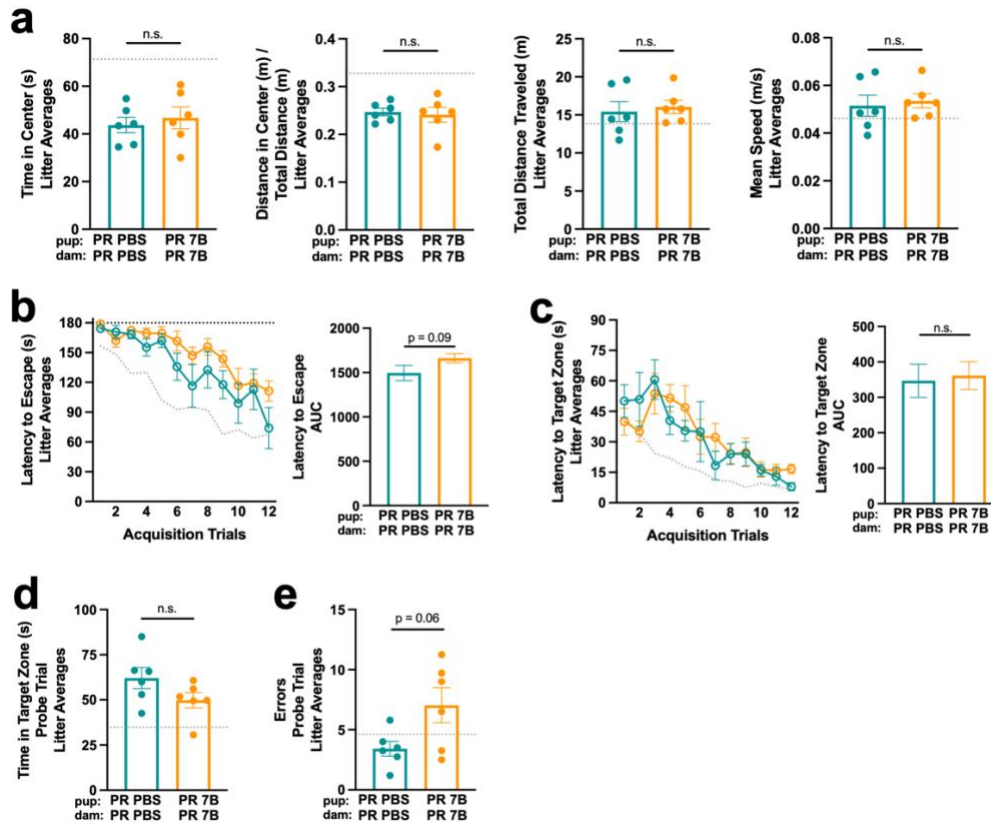 a
Time in Center (s)
Litter Averages
80
60
40
20
0
n.s.
pup: PR PBS PR 7B
dam: PR PBS PR 7B
Distance in Center (m) /
Total Distance (m)
Litter Averages
0.4
0.3
0.2
0.1
0.0
n.s.
PR PBS PR 7B
PR PBS PR 7B
Total Distance Traveled (m)
Litter Averages
25
20
15
10
5
0
n.s.
pup: PR PBS PR 7B
dam: PR PBS PR 7B
Mean Speed (m/s)
Litter Averages
0.08
0.06
0.04
0.02
0.00
n.s.
pup: PR PBS PR 7B
dam: PR PBS PR 7B
b
Latency to Escape (s)
Litter Averages
180
150
120
90
60
30
0
2 4 6 8 10 12
Acquisition Trials
Latency to Escape
AUC
2000
1500
1000
500
0
p = 0.09
pup: PR PBS PR 7B
dam: PR PBS PR 7B
c
Latency to Target Zone (s)
Litter Averages
90
75
60
45
30
15
0
2 4 6 8 10 12
Acquisition Trials
Latency to Target Zone
AUC
500
400
300
200
100
0
n.s.
pup: PR PBS PR 7B
dam: PR PBS PR 7B
d
Time in Target Zone (s)
Probe Trial
Litter Averages
100
75
50
25
0
n.s.
pup: PR PBS PR 7B
dam: PR PBS PR 7B
e
Errors
Probe Trial
Litter Averages
15
10
5
0
p = 0.06
pup: PR PBS PR 7B
dam: PR PBS PR 7B